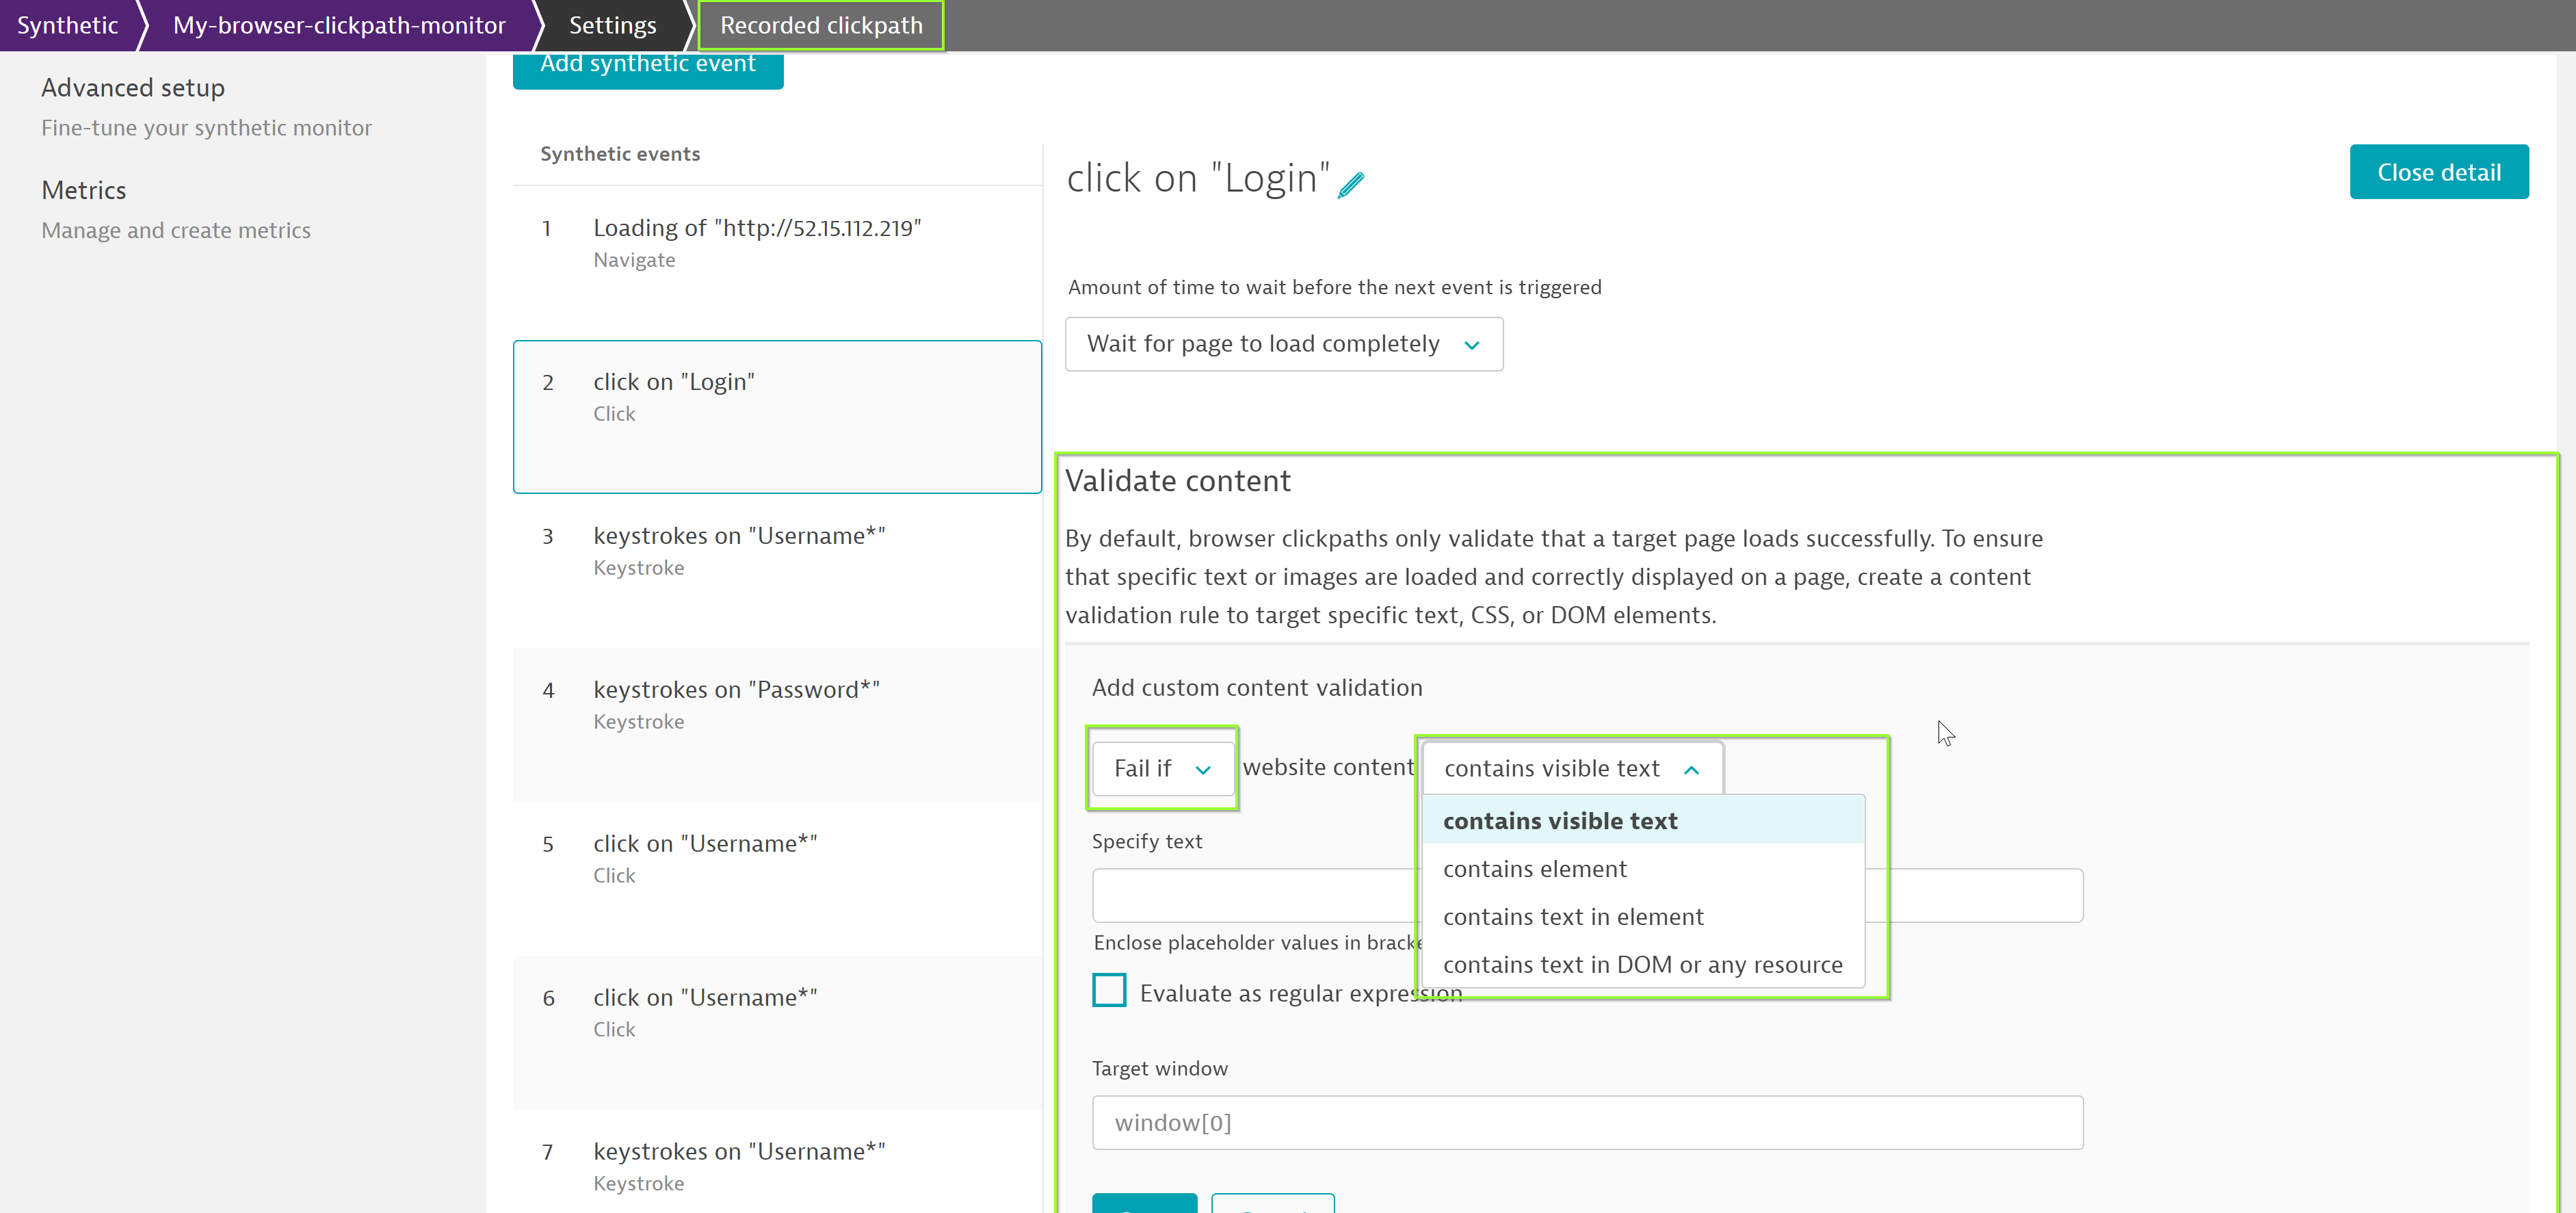 Synthetic
My-browser-clickpath-monitor
Settings
Recorded clickpath
Advanced setup
Fine-tune your synthetic monitor
Metrics
Manage and create metrics
Add synthetic event
Synthetic events
1 Loading of "http://52.15.112.219"
Navigate
2 click on "Login"
Click
3 keystrokes on "Username*"
Keystroke
4 keystrokes on "Password*"
Keystroke
5 click on "Username*"
Click
6 click on "Username*"
Click
7 keystrokes on "Username*"
Keystroke
click on "Login"
Close detail
Amount of time to wait before the next event is triggered
Wait for page to load completely
Validate content
By default, browser clickpaths only validate that a target page loads successfully. To ensure
that specific text or images are loaded and correctly displayed on a page, create a content
validation rule to target specific text, CSS, or DOM elements.
Add custom content validation
Fail if website content contains visible text
contains visible text
contains element
contains text in element
contains text in DOM or any resource
Specify text
Enclose placeholder values in
Evaluate as regular expression
Target window
window[0]